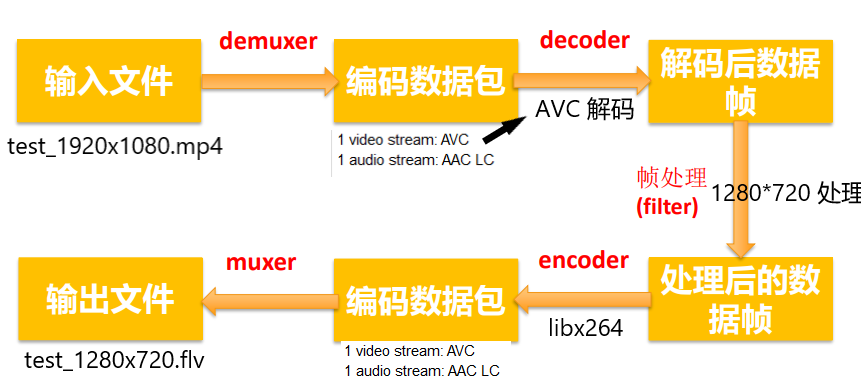 demuxer
decoder
输入文件
编码数据包
解码后数据
帧
test_1920x1080.mp4
1 video stream: AVC
1 audio stream: AAC LC
AVC 解码
帧处理
(filter)
1280*720 处理
muxer
encoder
输出文件
编码数据包
处理后的数
据帧
libx264
test_1280x720.flv
1 video stream: AVC
1 audio stream: AAC LC